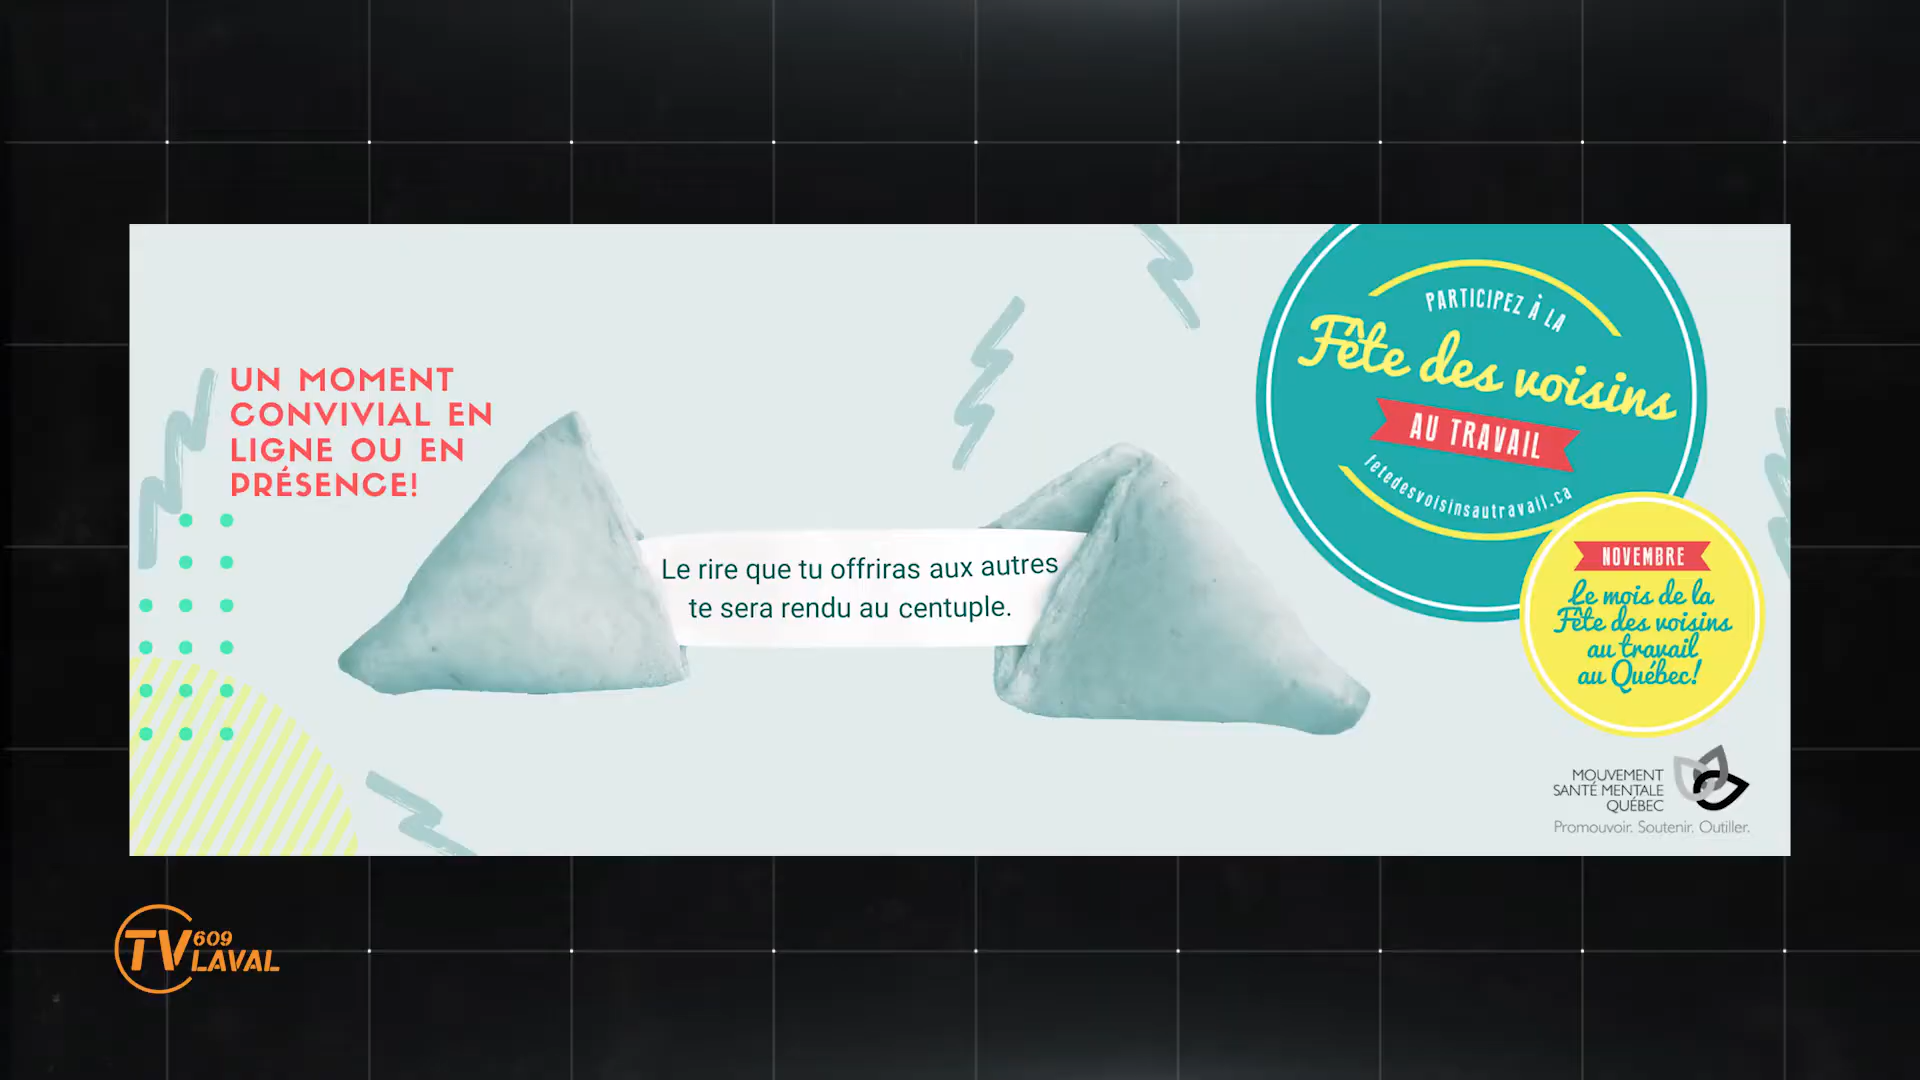 UN MOMENT
CONVIVIAL EN
LIGNE OU EN
PRÉSENCE!
Le rire que tu offriras aux autres
te sera rendu au centuple.
PARTICIPEZ À LA
Fête des voisins
AU TRAVAIL
fetedesvoisinsautravail.ca
NOVEMBRE
Le mois de la
Fête des voisins
au travail
au Québec!
MOUVEMENT
SANTÉ MENTALE
QUÉBEC
Promouvoir. Soutenir. Outiller.
TV 609
LAVAL